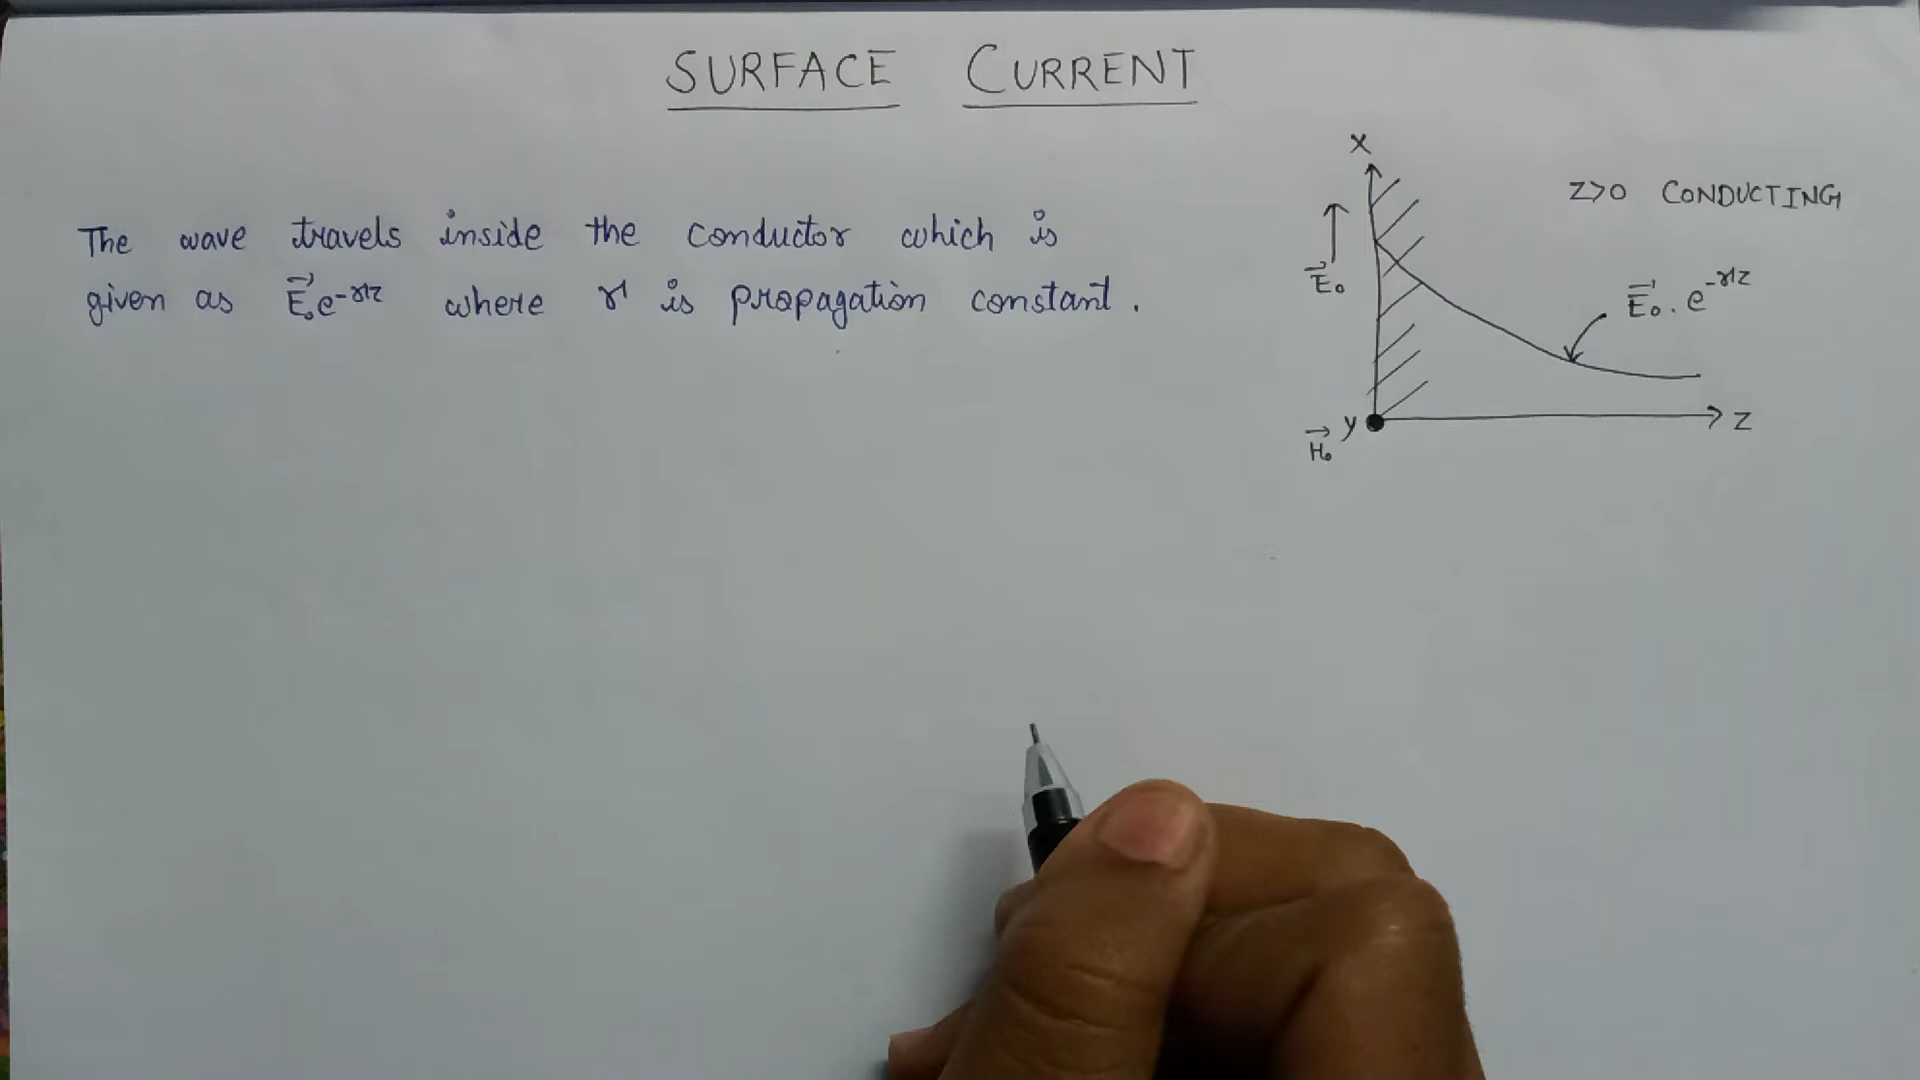 SURFACE CURRENT
The wave travels inside the conductor which is
given as E⃗₀e^-γz where γ is propagation constant.
X
Z>0 CONDUCTING
E⃗₀
E⃗₀.e^-γz
y
Z
H⃗₀